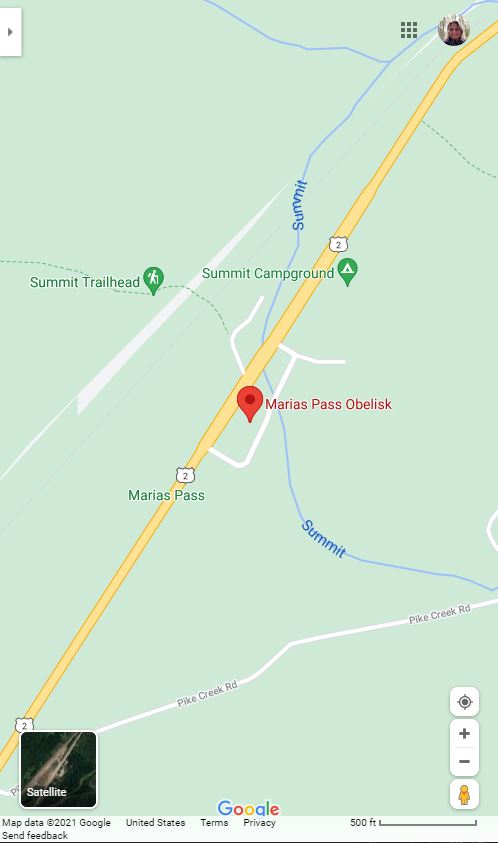 Summit
2
Summit Campground
Summit Trailhead
Marias Pass Obelisk
2
Marias Pass
Summit
Pike Creek Rd
Pike Creek Rd
2
Satellite
Google
Map data ©2021 Google United States Terms Privacy 500 ft
Send feedback